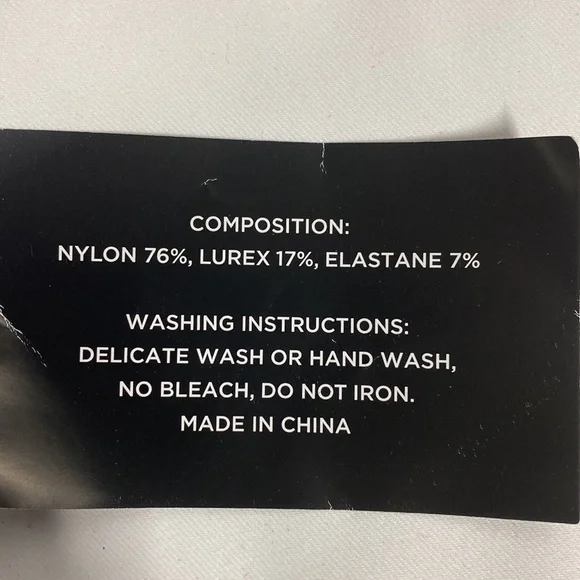 COMPOSITION:
NYLON 76%, LUREX 17%, ELASTANE 7%
WASHING INSTRUCTIONS:
DELICATE WASH OR HAND WASH,
NO BLEACH, DO NOT IRON.
MADE IN CHINA